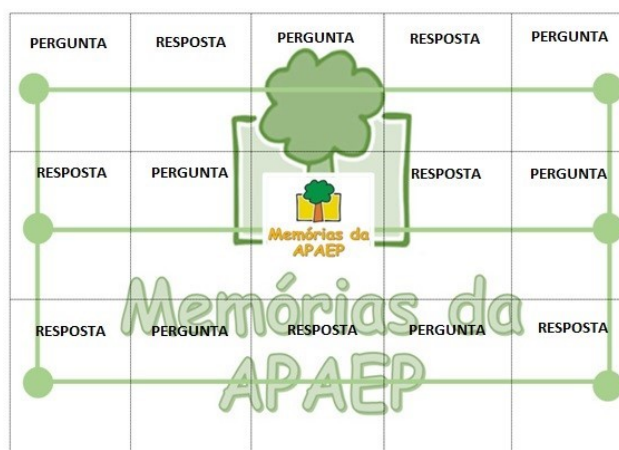 PERGUNTA RESPOSTA PERGUNTA RESPOSTA PERGUNTA
RESPOSTA PERGUNTA RESPOSTA PERGUNTA
Memórias da
APAEP
RESPOSTA PERGUNTA RESPOSTA PERGUNTA RESPOSTA
Memórias da
APAEP